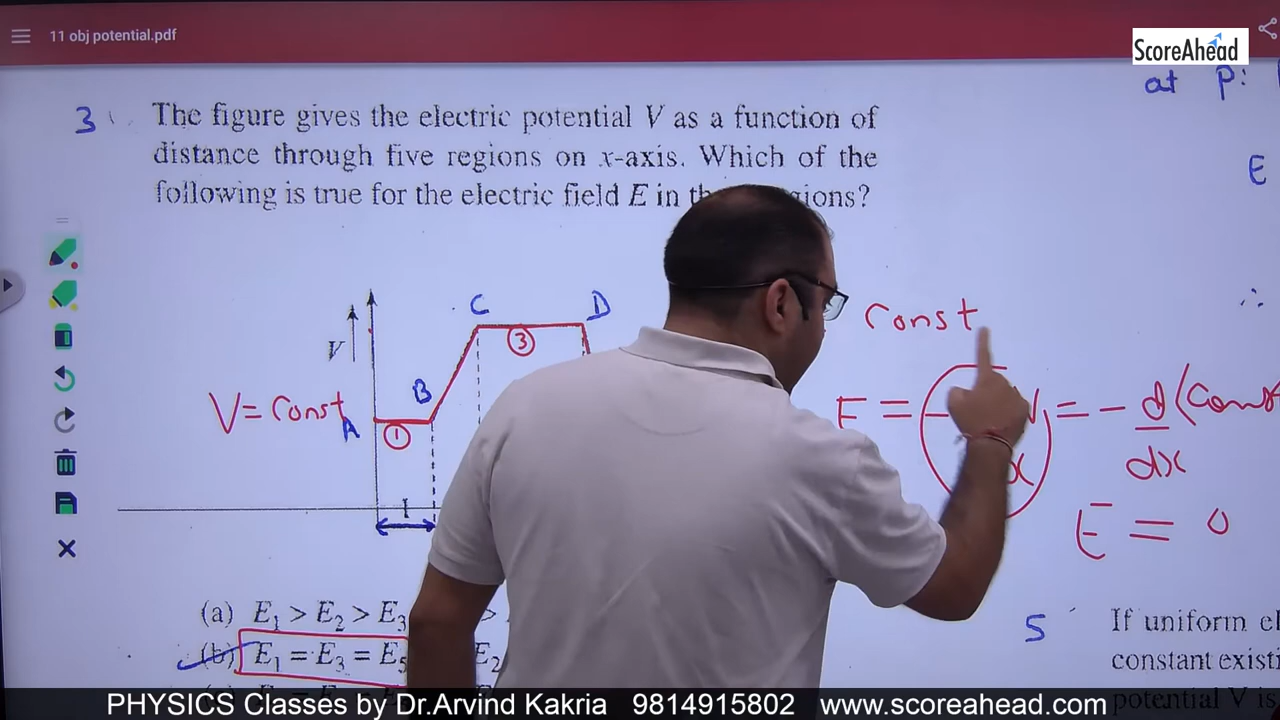 11 obj potential.pdf
ScoreAhead
at P:
E
3
The figure gives the electric potential V as a function of
distance through five regions on x-axis. Which of the
following is true for the electric field E in
C
D
Const
V
3
B
V = Const
A
1
E = = - d (Const
dx
I
E = 0
(a) E₁ > E₂ > E₃ >
(b) E₁ = E₃ = E₅ E₂
5
If uniform el
constant existi
potential V is
PHYSICS Classes by Dr.Arvind Kakria 9814915802 www.scoreahead.com